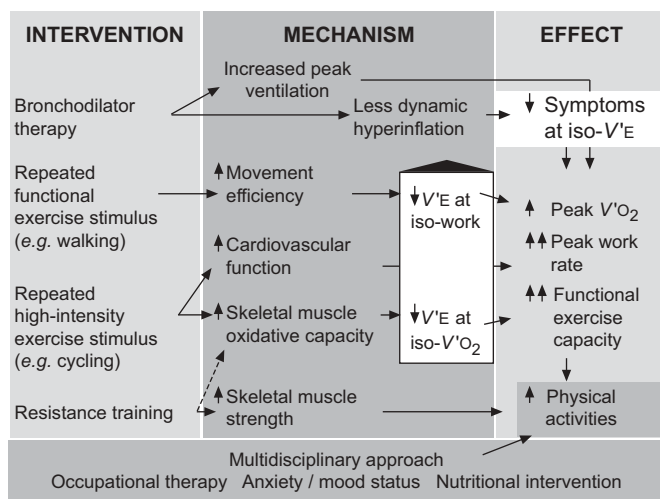 INTERVENTION
MECHANISM
EFFECT
Bronchodilator
therapy
Increased peak
ventilation
Less dynamic
hyperinflation
↓ Symptoms
at iso-V'E
Repeated
functional
exercise stimulus
(e.g. walking)
↑ Movement
efficiency
↓ V'E at
iso-work
↑ Peak V'O₂
↑↑ Peak work
rate
↑ Cardiovascular
function
Repeated
high-intensity
exercise stimulus
(e.g. cycling)
↑ Skeletal muscle
oxidative capacity
↓ V'E at
iso-V'O₂
↑↑ Functional
exercise
capacity
Resistance training
↑ Skeletal muscle
strength
↑ Physical
activities
Multidisciplinary approach
Occupational therapy Anxiety / mood status Nutritional intervention